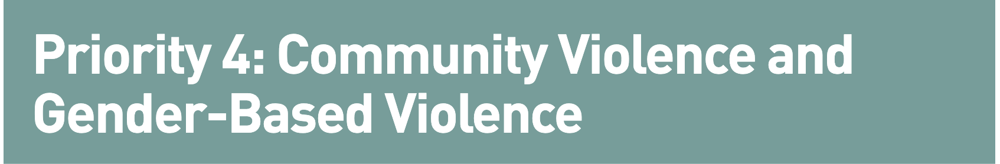 Priority 4: Community Violence and
Gender-Based Violence